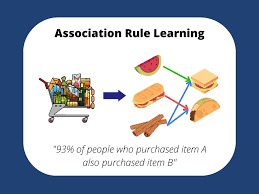 Association Rule Learning
"93% of people who purchased item A
also purchased item B"